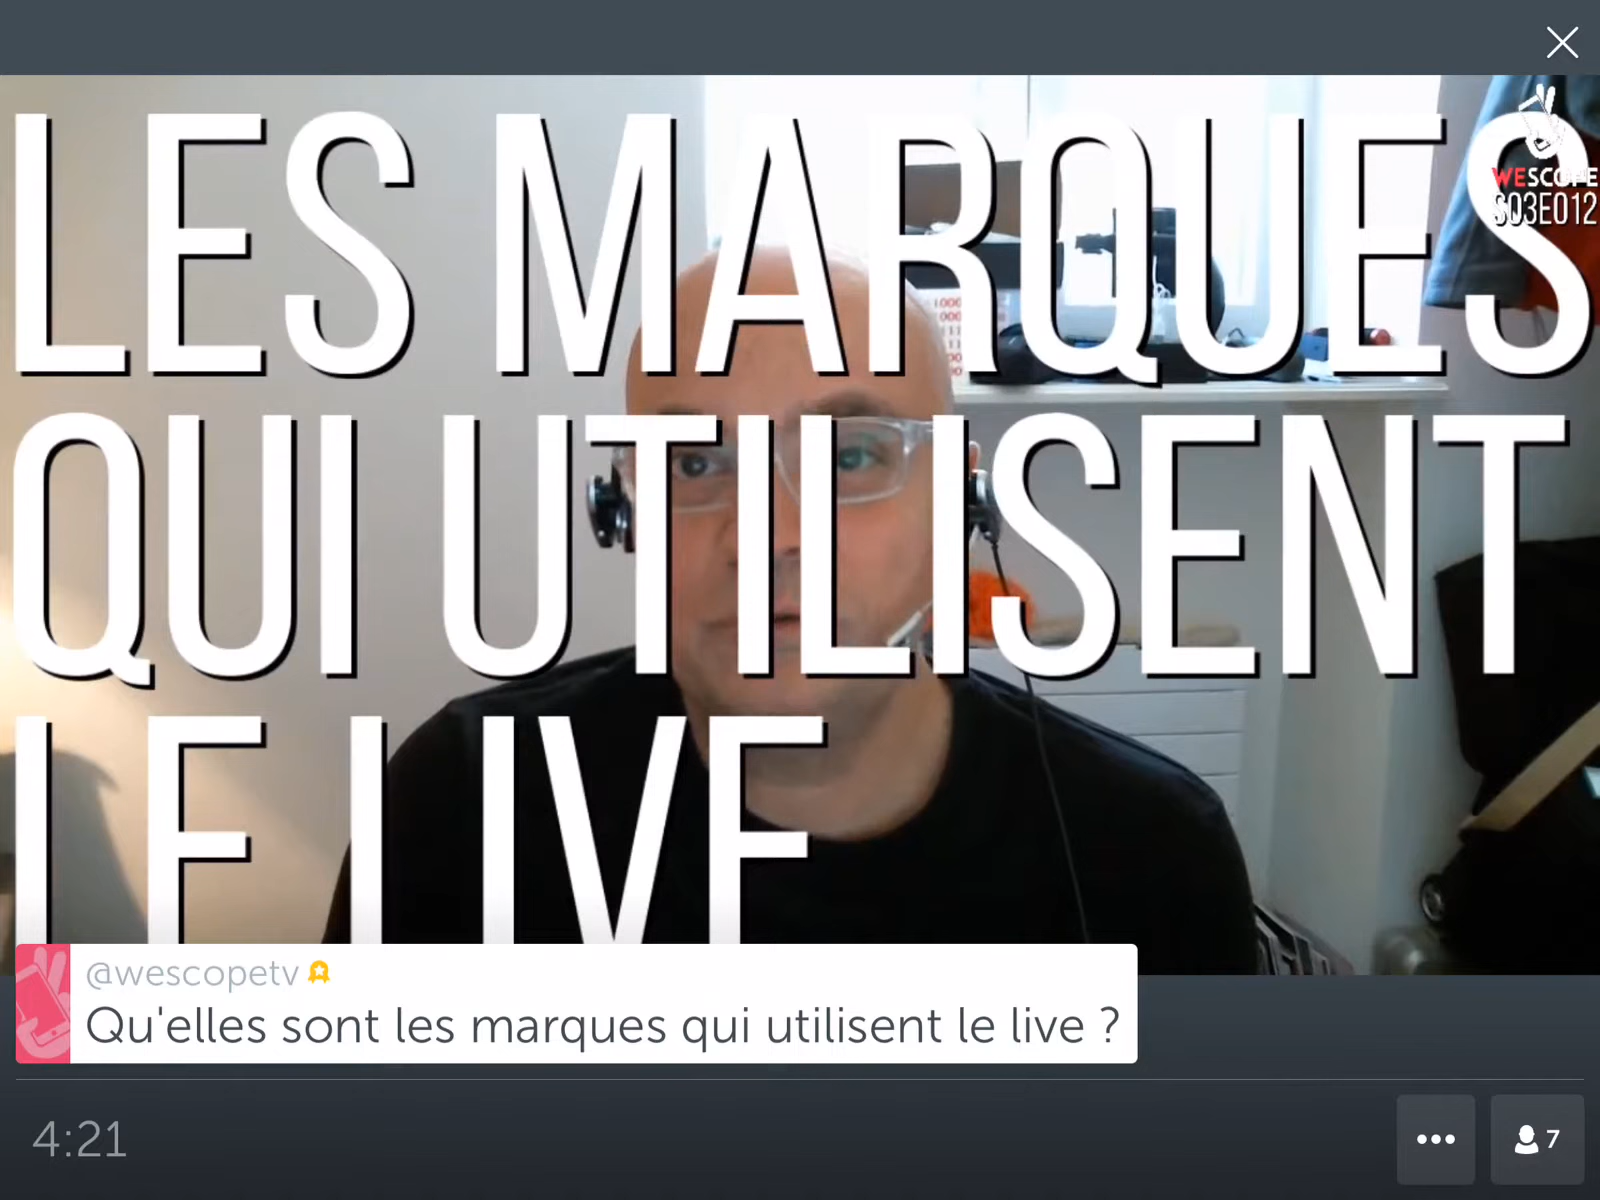 LES MARQUES
QUI UTILISENT
LE LIVE
WESCOPE
S03E012
@wescopetv
Qu'elles sont les marques qui utilisent le live ?
4:21
7